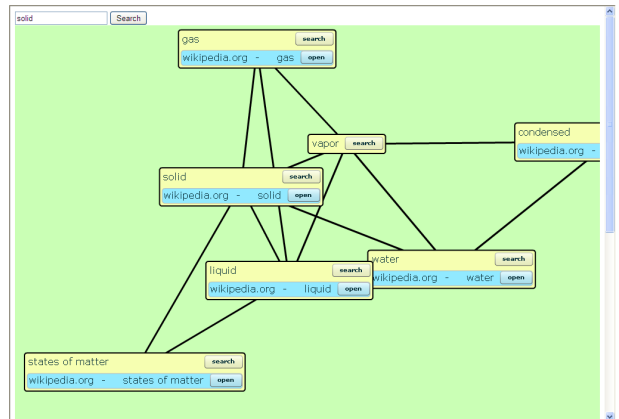 solid Search
gas search
wikipedia.org - gas open
vapor search
condensed
wikipedia.org -
solid search
wikipedia.org - solid open
water search
wikipedia.org - water open
liquid search
wikipedia.org - liquid open
states of matter search
wikipedia.org - states of matter open